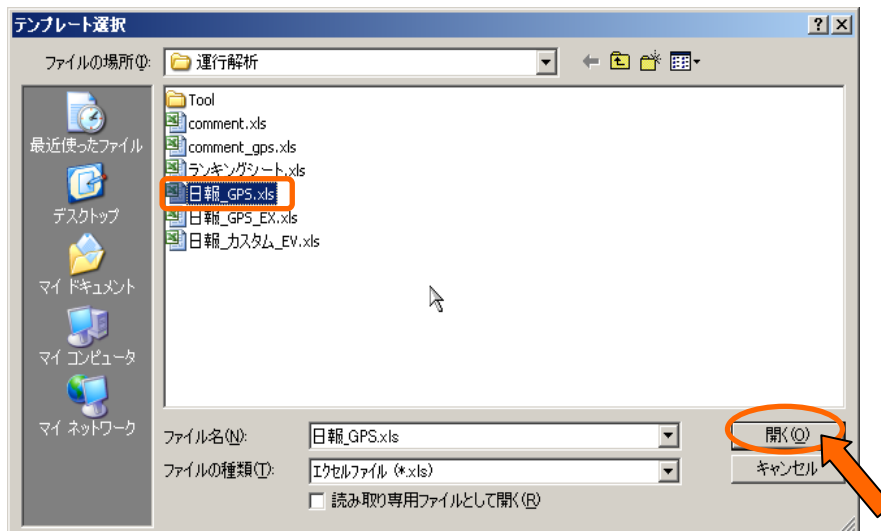 テンプレート選択
ファイルの場所(I):
運行解析
Tool
comment.xls
comment_gps.xls
ランキングシート.xls
日報_GPS.xls
日報_GPS_EX.xls
日報_カスタム_EV.xls
最近使ったファイル
デスクトップ
マイ ドキュメント
マイ コンピュータ
マイ ネットワーク
ファイル名(N):
日報_GPS.xls
開く(O)
ファイルの種類(T):
エクセルファイル (*.xls)
キャンセル
読み取り専用ファイルとして開く(R)